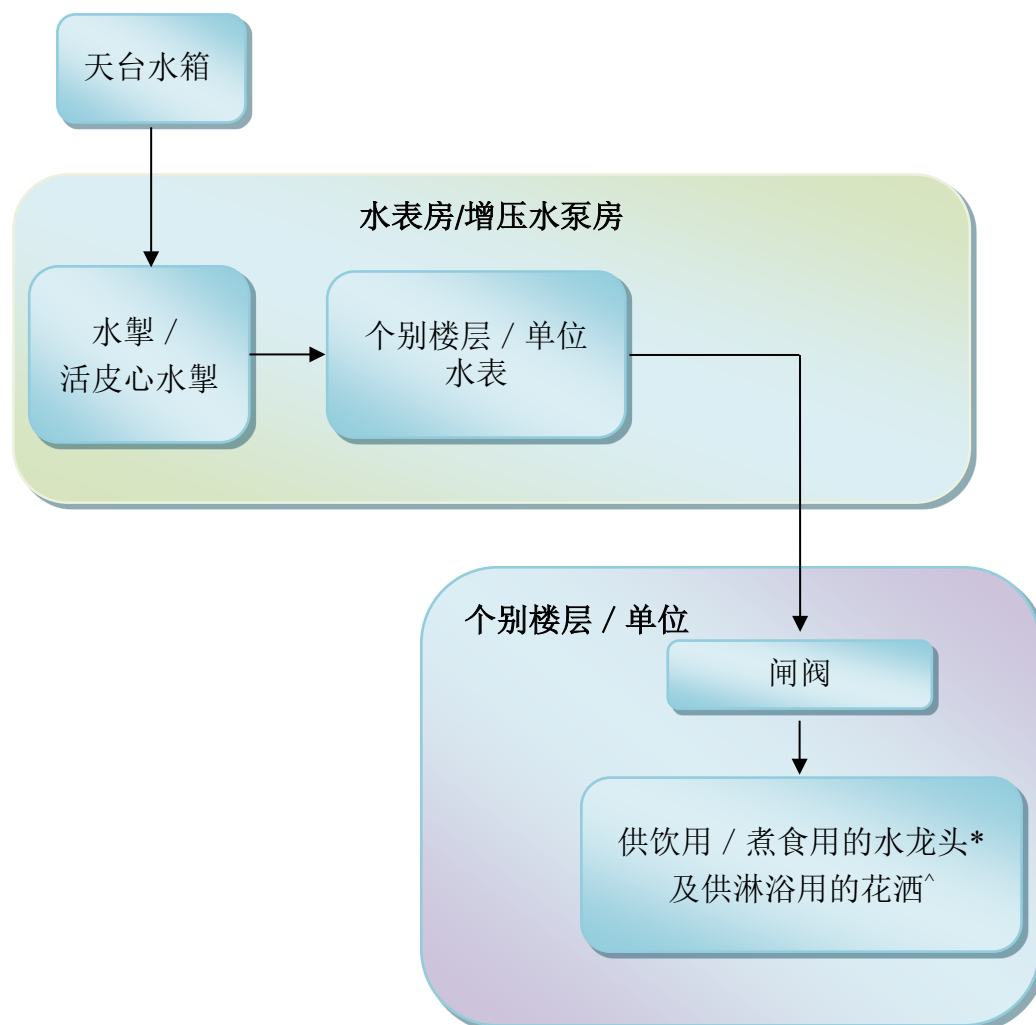 天台水箱
水表房/增压水泵房
水掣 /
活皮心水掣
个别楼层 / 单位
水表
个别楼层 / 单位
闸阀
供饮用 / 煮食用的水龙头*
及供淋浴用的花洒^